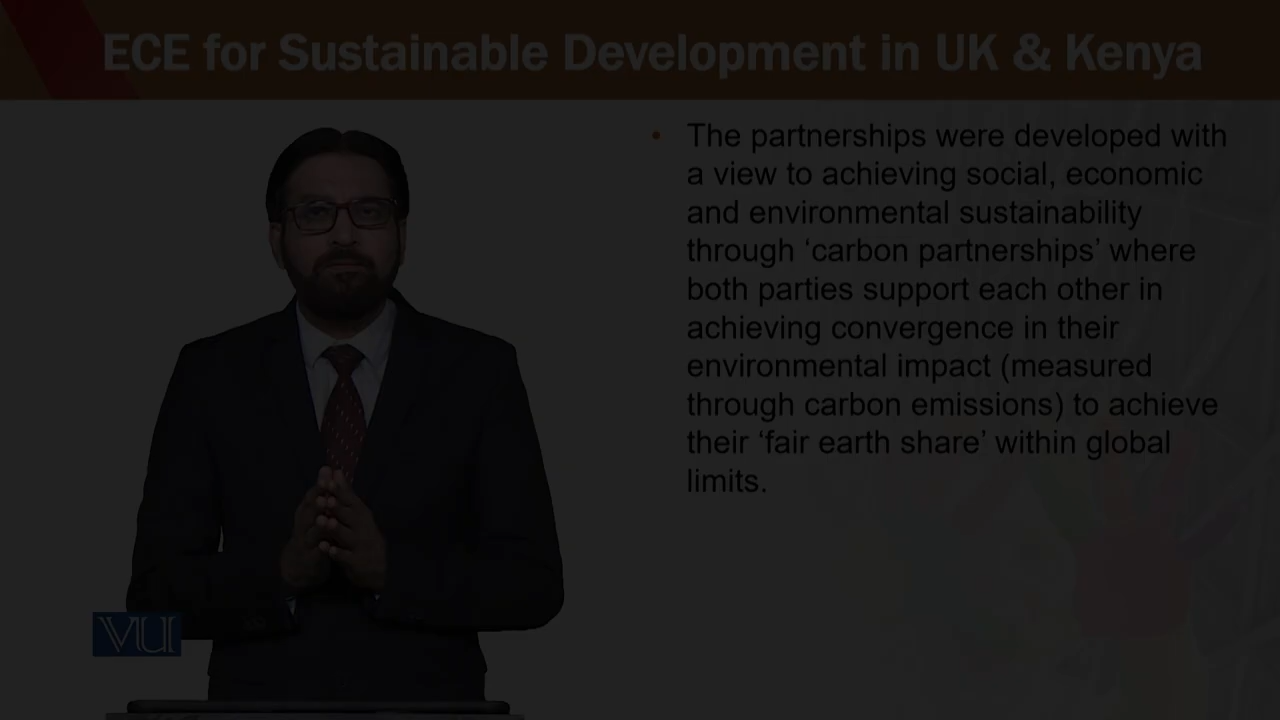 ECE for Sustainable Development in UK & Kenya
• The partnerships were developed with
a view to achieving social, economic
and environmental sustainability
through ‘carbon partnerships’ where
both parties support each other in
achieving convergence in their
environmental impact (measured
through carbon emissions) to achieve
their ‘fair earth share’ within global
limits.
VU